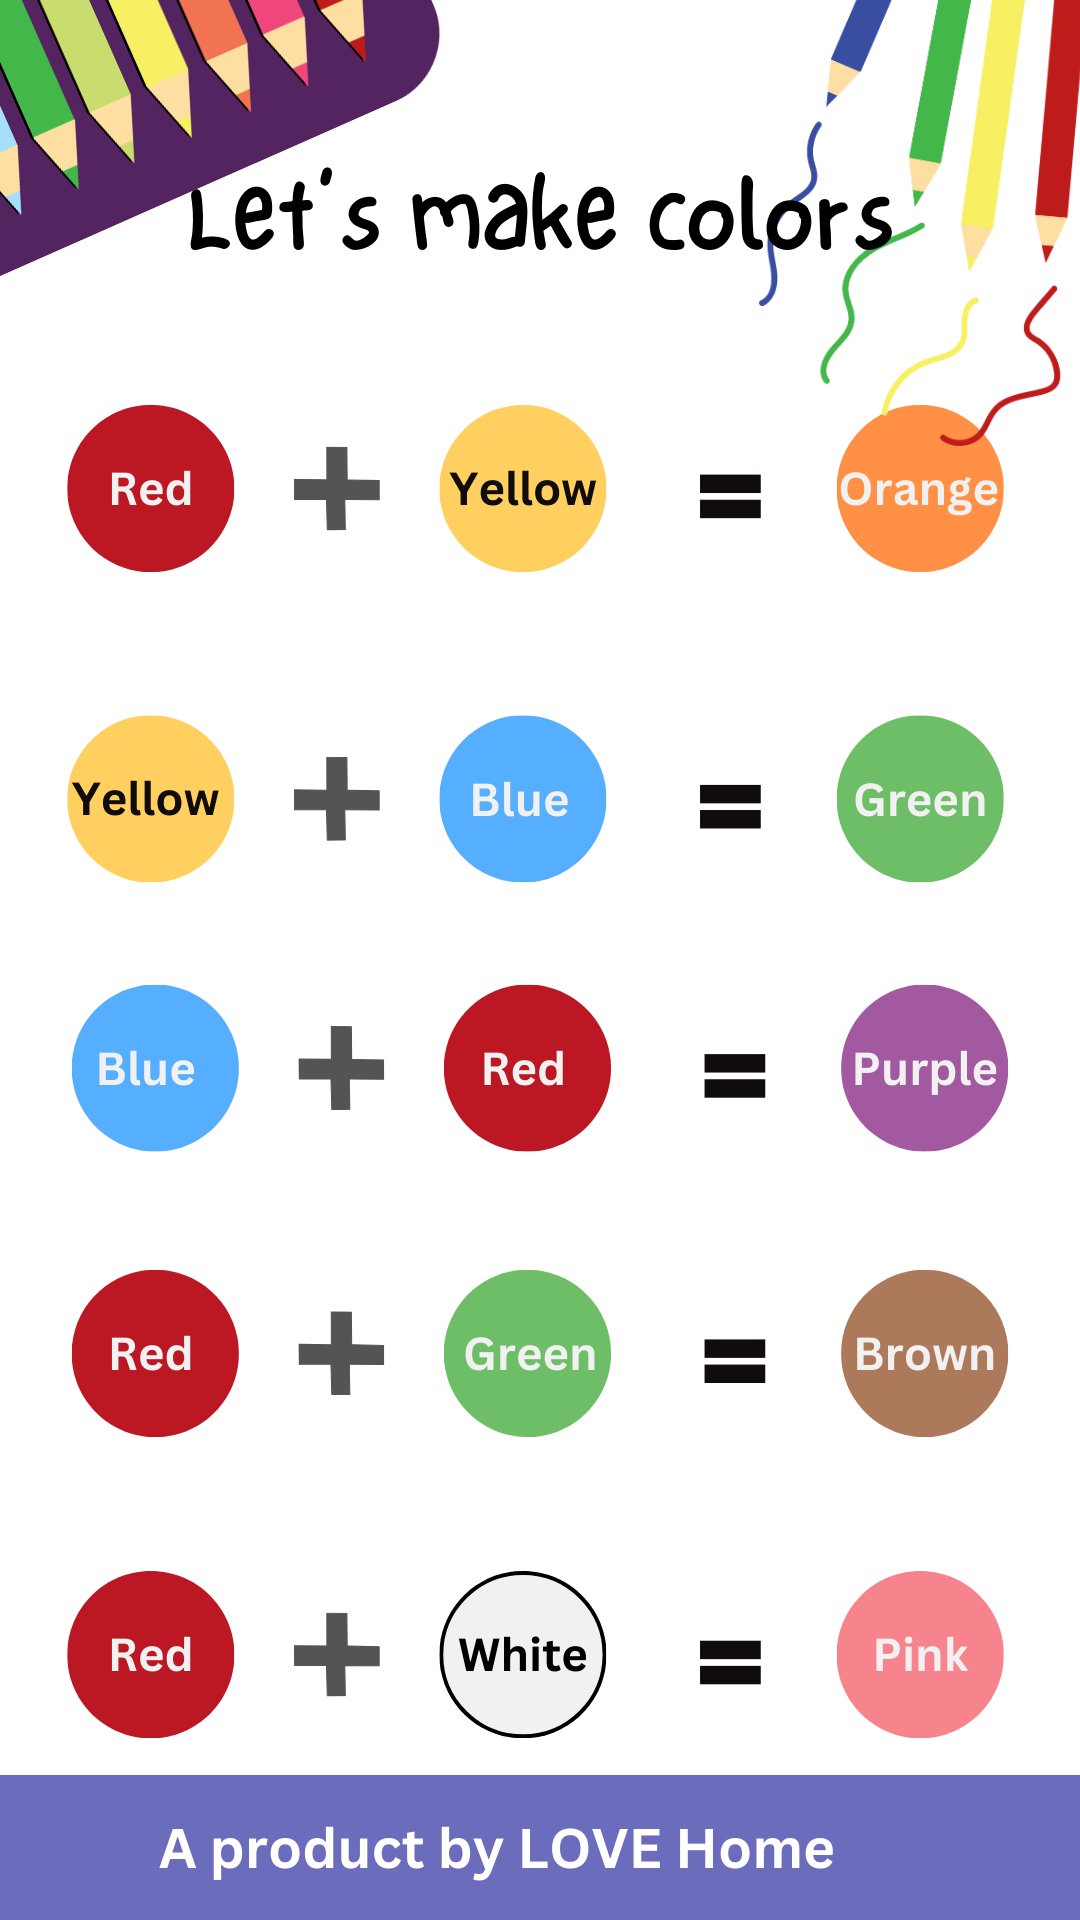 Let's make colors
Red + Yellow = Orange
Yellow + Blue = Green
Blue + Red = Purple
Red + Green = Brown
Red + White = Pink
A product by LOVE Home